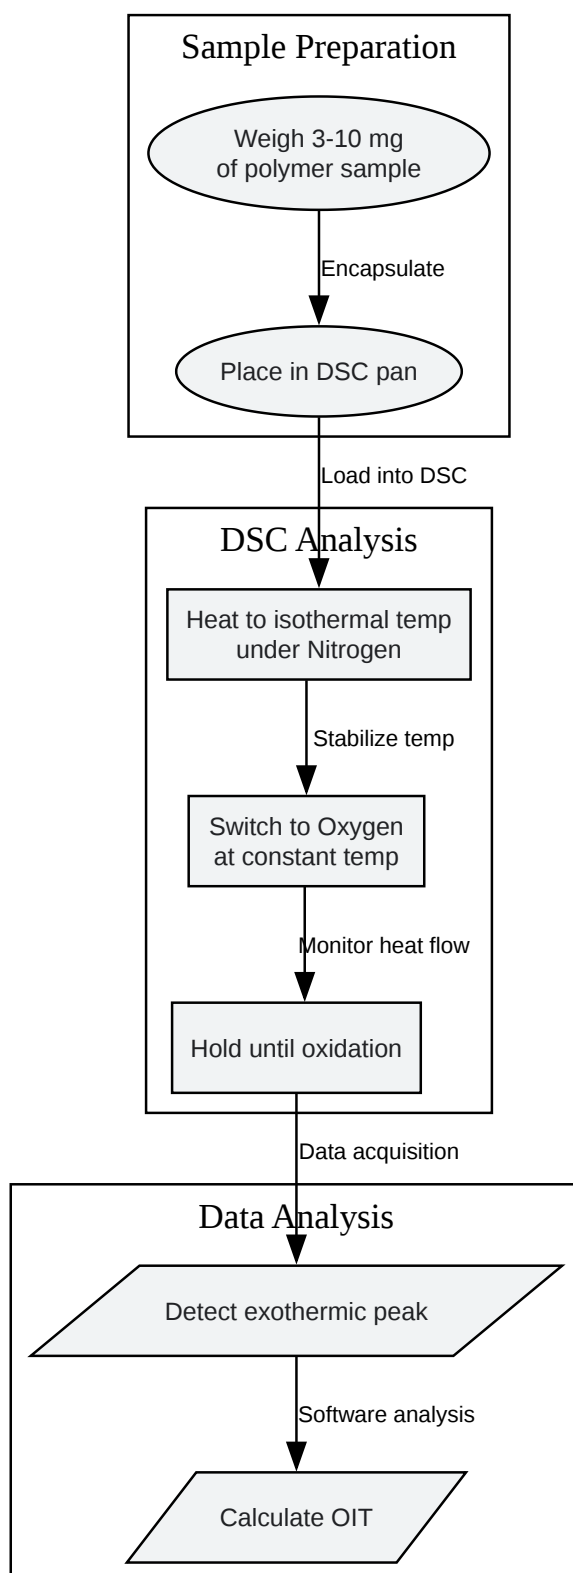 Sample Preparation
Weigh 3-10 mg
of polymer sample
Encapsulate
Place in DSC pan
Load into DSC
DSC Analysis
Heat to isothermal temp
under Nitrogen
Stabilize temp
Switch to Oxygen
at constant temp
Monitor heat flow
Hold until oxidation
Data acquisition
Data Analysis
Detect exothermic peak
Software analysis
Calculate OIT